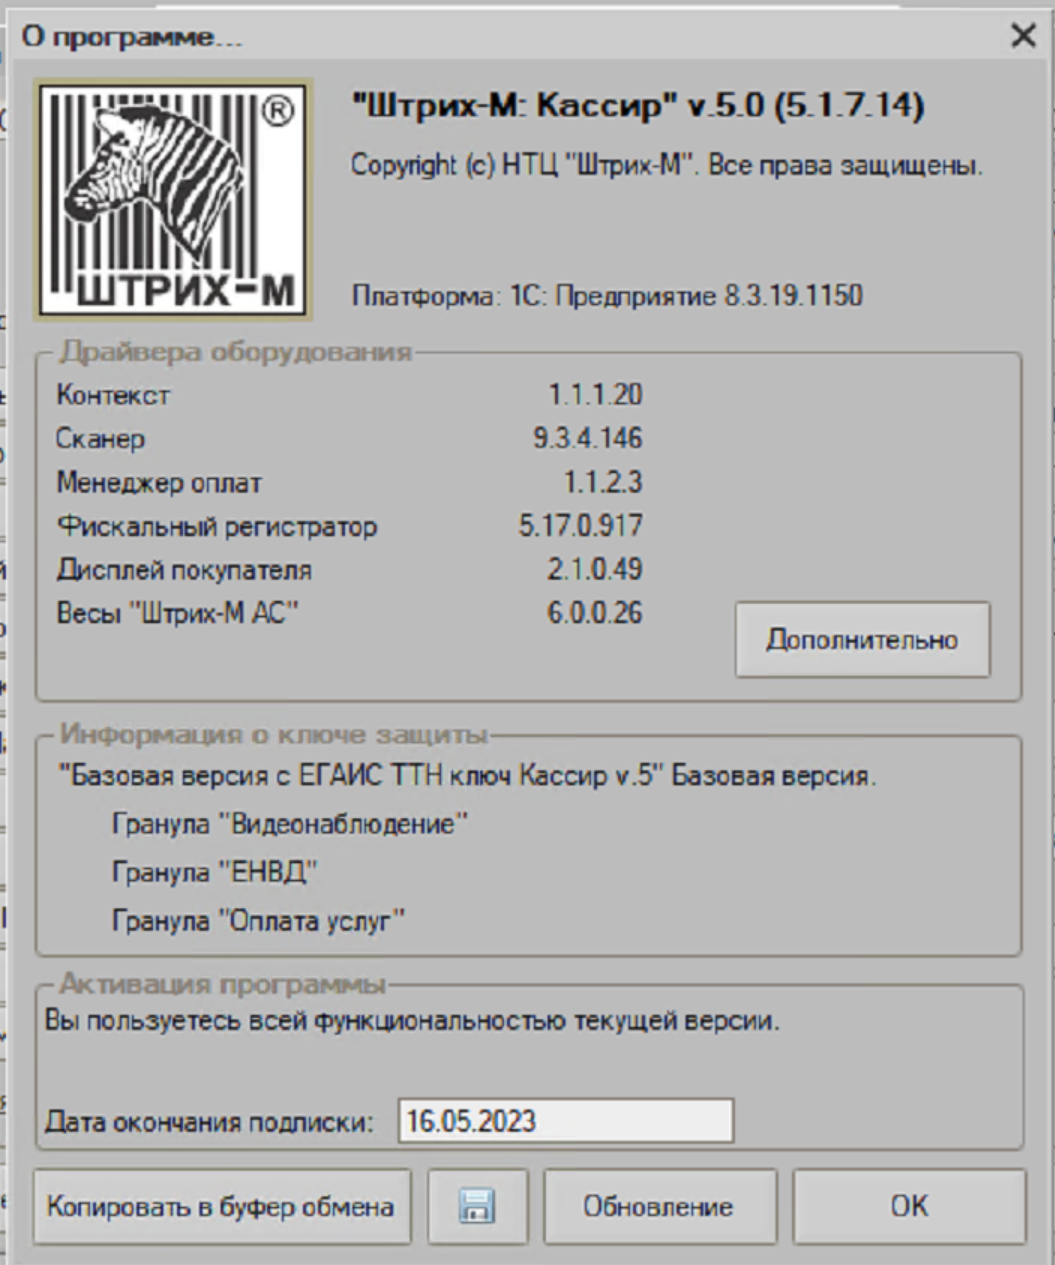 О программе...
®
ШТРИХ-М
"Штрих-М: Кассир" v.5.0 (5.1.7.14)
Copyright (c) НТЦ "Штрих-М". Все права защищены.
Платформа: 1С: Предприятие 8.3.19.1150
Драйвера оборудования
Контекст 1.1.1.20
Сканер 9.3.4.146
Менеджер оплат 1.1.2.3
Фискальный регистратор 5.17.0.917
Дисплей покупателя 2.1.0.49
Весы "Штрих-М АС" 6.0.0.26
Дополнительно
Информация о ключе защиты
"Базовая версия с ЕГАИС ТТН ключ Кассир v.5" Базовая версия.
Гранула "Видеонаблюдение"
Гранула "ЕНВД"
Гранула "Оплата услуг"
Активация программы
Вы пользуетесь всей функциональностью текущей версии.
Дата окончания подписки: 16.05.2023
Копировать в буфер обмена Обновление OK